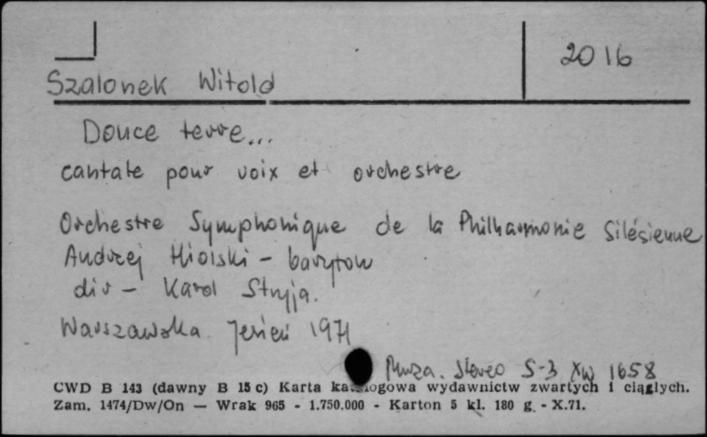 2016
Szalonek Witold
Douce terre...
cantate pour voix et orchestre
Orchestre Symphonique de la Philharmonie Silésienne
Andrzej Hiolski - baryton
dir - Karol Stryja.
Warszawska Jesień 1971
Muza. Stereo S-3 XW 1658
CWD B 143 (dawny B 15 c) Karta katalogowa wydawnictw zwartych i ciągłych.
Zam. 1474/Dw/On — Wrak 965 - 1.750.000 - Karton 5 kl. 180 g. - X.71.